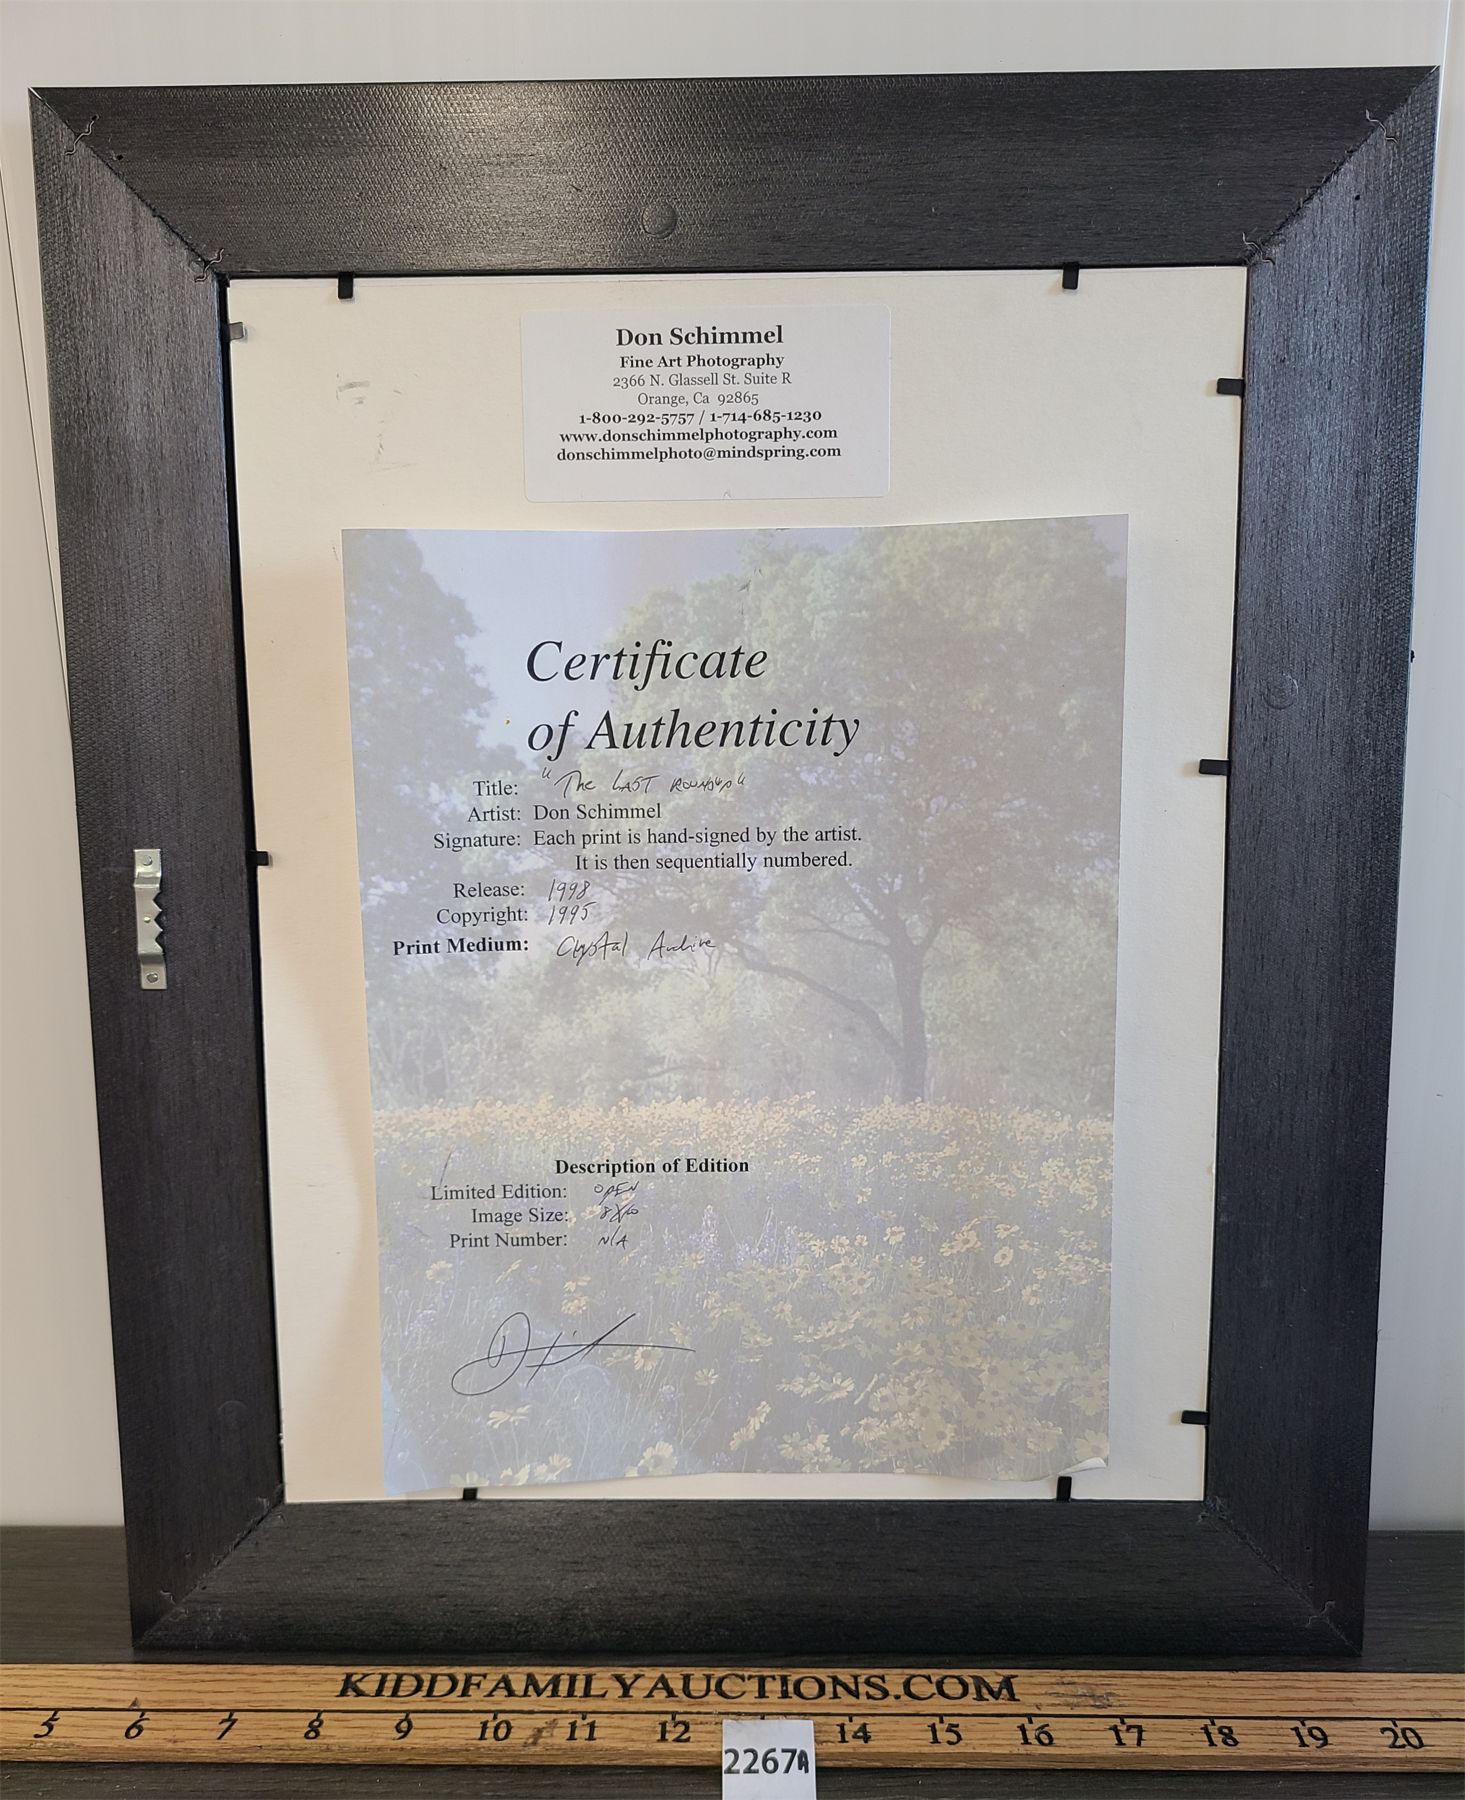 Don Schimmel
Fine Art Photography
2366 N. Glassell St. Suite R
Orange, Ca 92865
1-800-292-5757 / 1-714-685-1230
www.donschimmelphotography.com
donschimmelphoto@mindspring.com
Certificate
of Authenticity
Title: "The LAST ROUNDUP"
Artist: Don Schimmel
Signature: Each print is hand-signed by the artist.
It is then sequentially numbered.
Release: 1998
Copyright: 1995
Print Medium: Crystal Archive
Description of Edition
Limited Edition: OPEN
Image Size: 8X10
Print Number: N/A
KIDDFAMILYAUCTIONS.COM
5 6 7 8 9 10 11 12 14 15 16 17 18 19 20
2267A